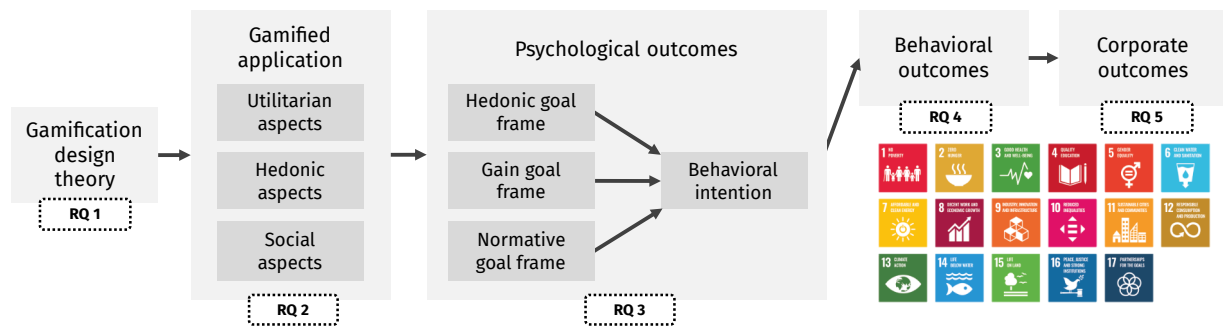 Gamification
design
theory
RQ 1
Gamified
application
Utilitarian
aspects
Hedonic
aspects
Social
aspects
RQ 2
Psychological outcomes
Hedonic goal
frame
Gain goal
frame
Normative
goal frame
Behavioral
intention
RQ 3
Behavioral
outcomes
RQ 4
Corporate
outcomes
RQ 5
1 NO
POVERTY
2 ZERO
HUNGER
3 GOOD HEALTH
AND WELL-BEING
4 QUALITY
EDUCATION
5 GENDER
EQUALITY
6 CLEAN WATER
AND SANITATION
7 AFFORDABLE AND
CLEAN ENERGY
8 DECENT WORK AND
ECONOMIC GROWTH
9 INDUSTRY, INNOVATION
AND INFRASTRUCTURE
10 REDUCED
INEQUALITIES
11 SUSTAINABLE CITIES
AND COMMUNITIES
12 RESPONSIBLE
CONSUMPTION
AND PRODUCTION
13 CLIMATE
ACTION
14 LIFE
BELOW WATER
15 LIFE
ON LAND
16 PEACE, JUSTICE
AND STRONG
INSTITUTIONS
17 PARTNERSHIPS
FOR THE GOALS